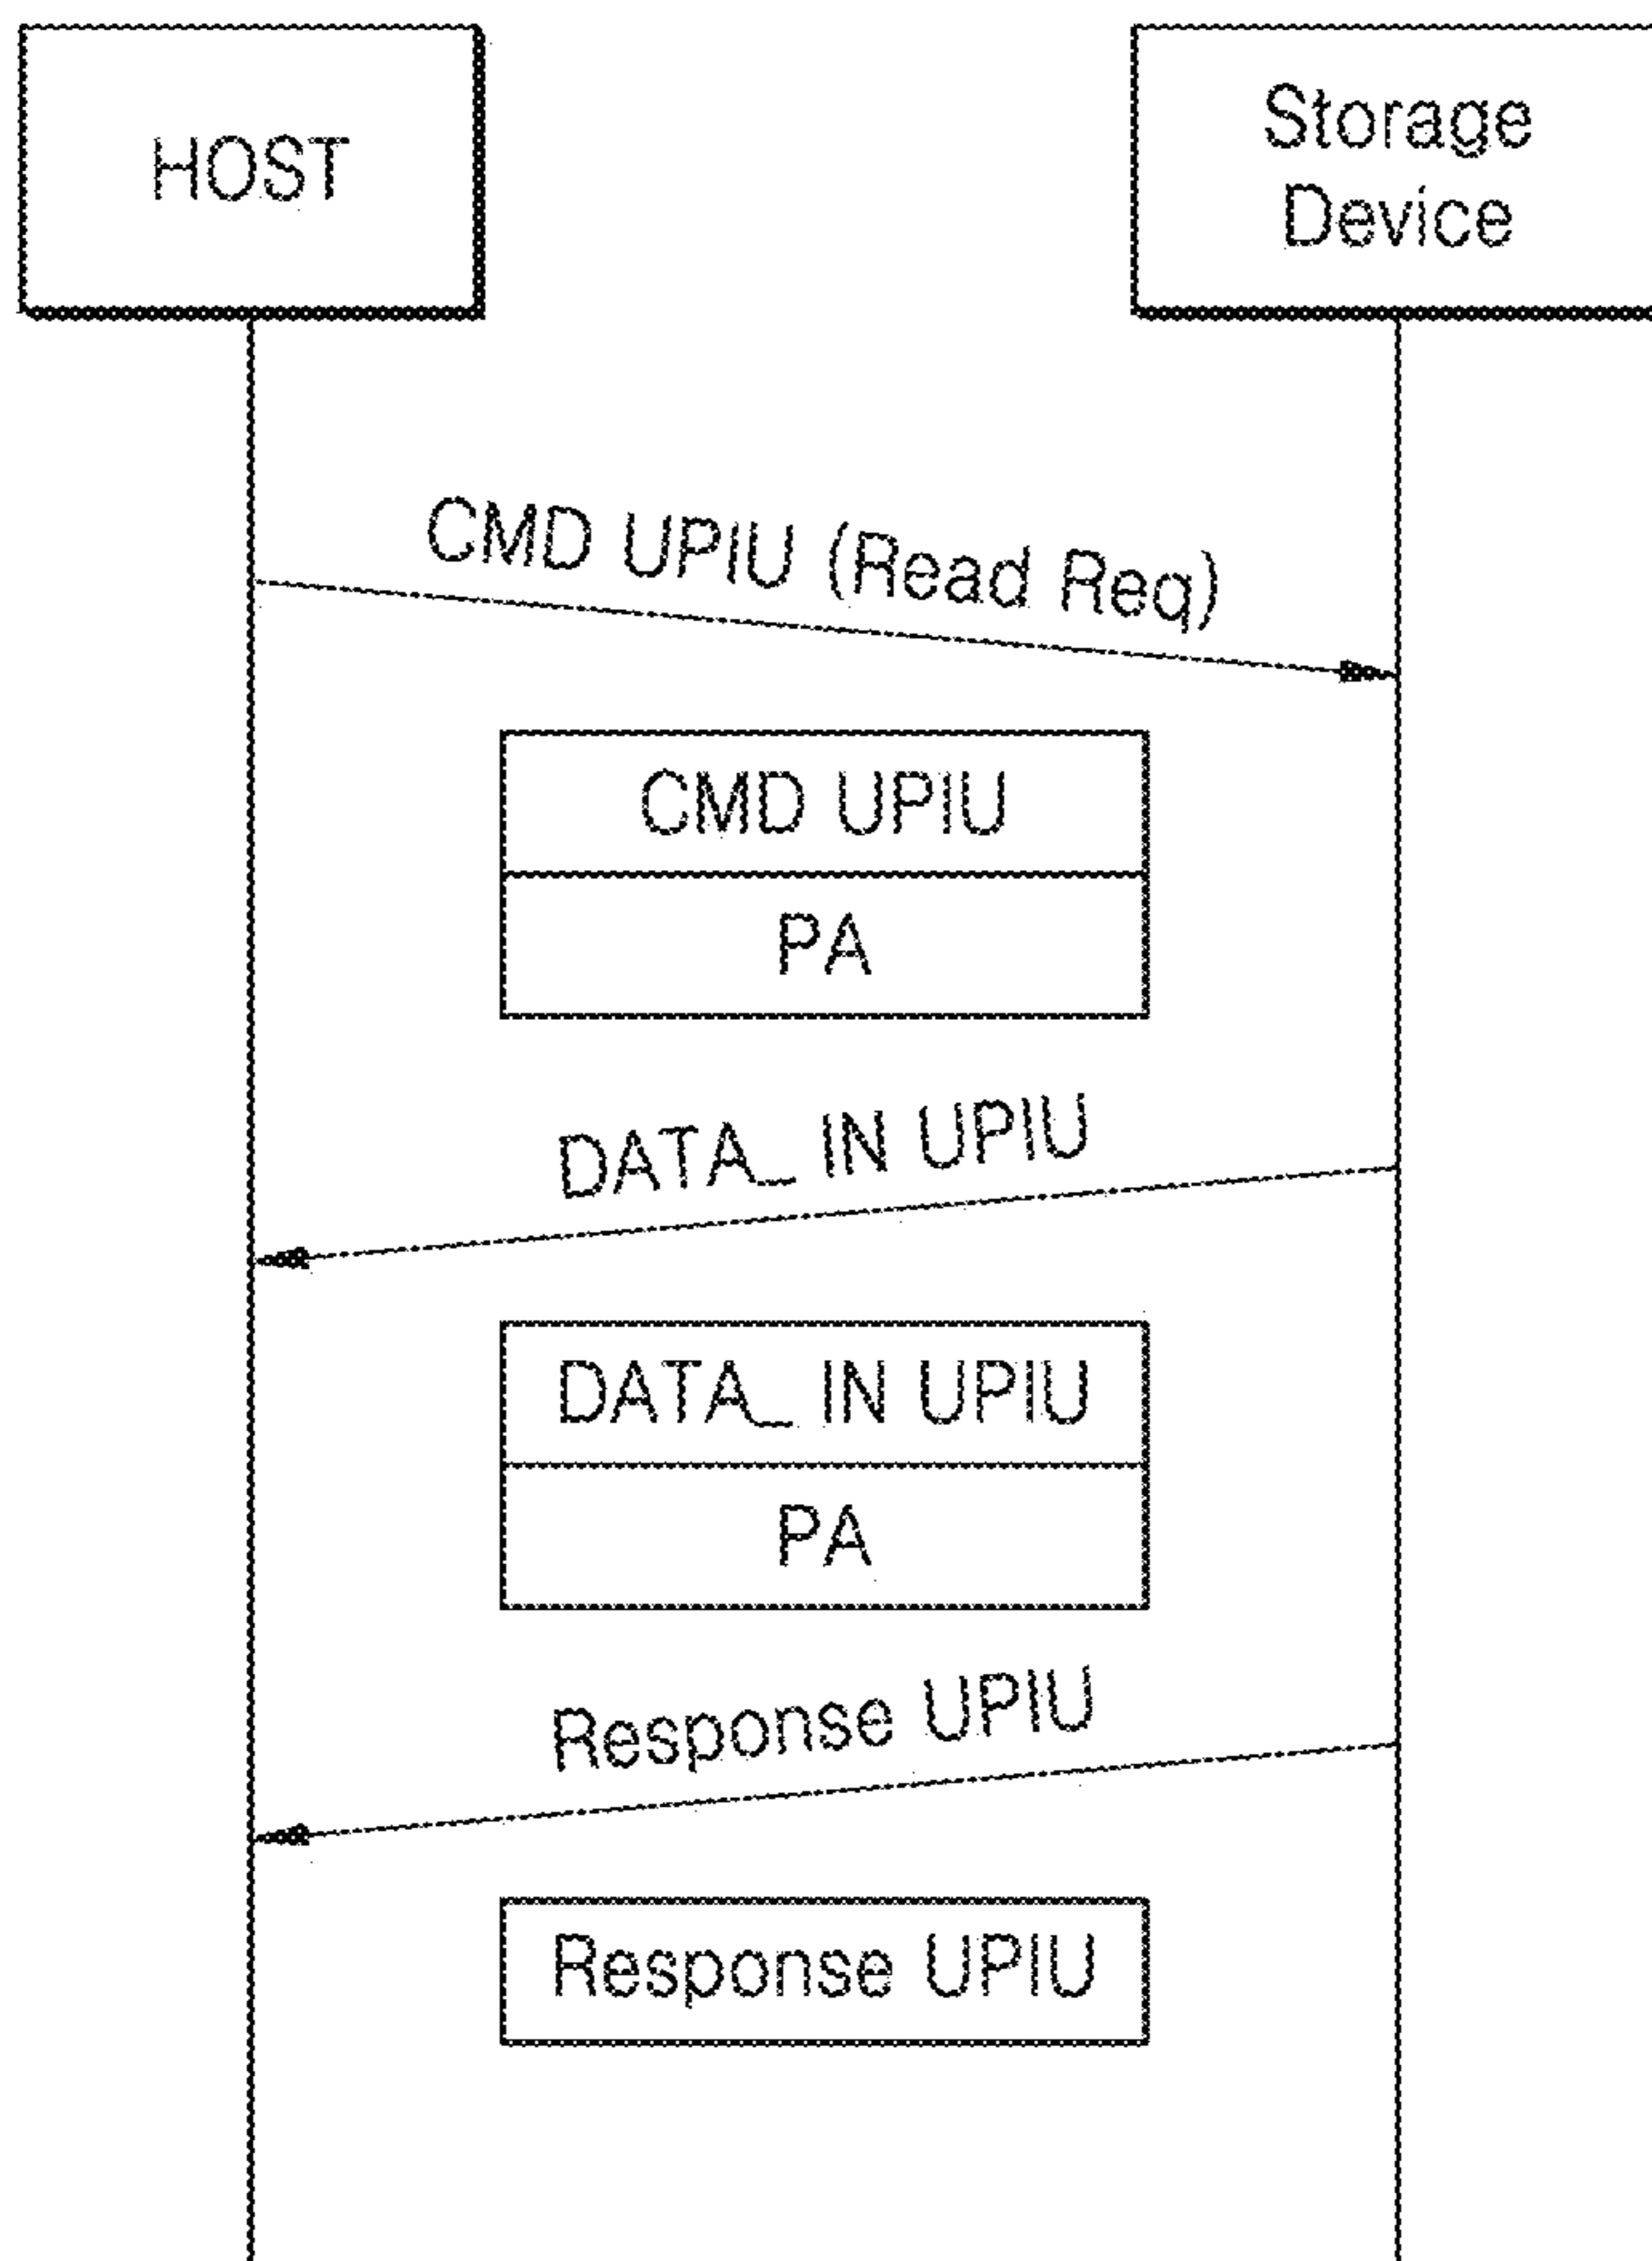 HOST
Storage
Device
CMD UPIU (Read Req)
CMD UPIU
PA
DATA_ IN UPIU
DATA_ IN UPIU
PA
Response UPIU
Response UPIU